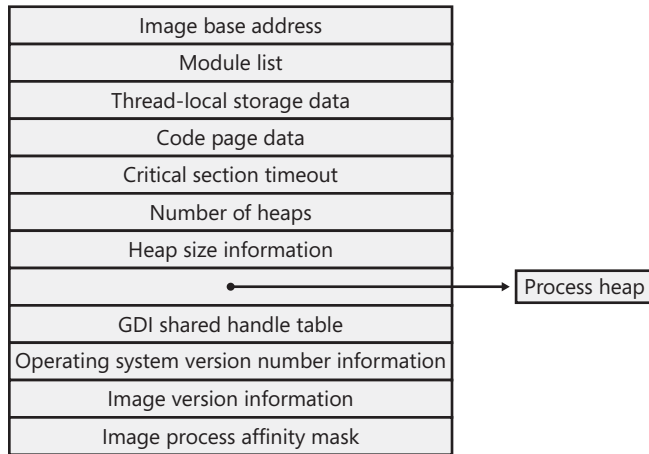 Image base address
Module list
Thread-local storage data
Code page data
Critical section timeout
Number of heaps
Heap size information
Process heap
GDI shared handle table
Operating system version number information
Image version information
Image process affinity mask